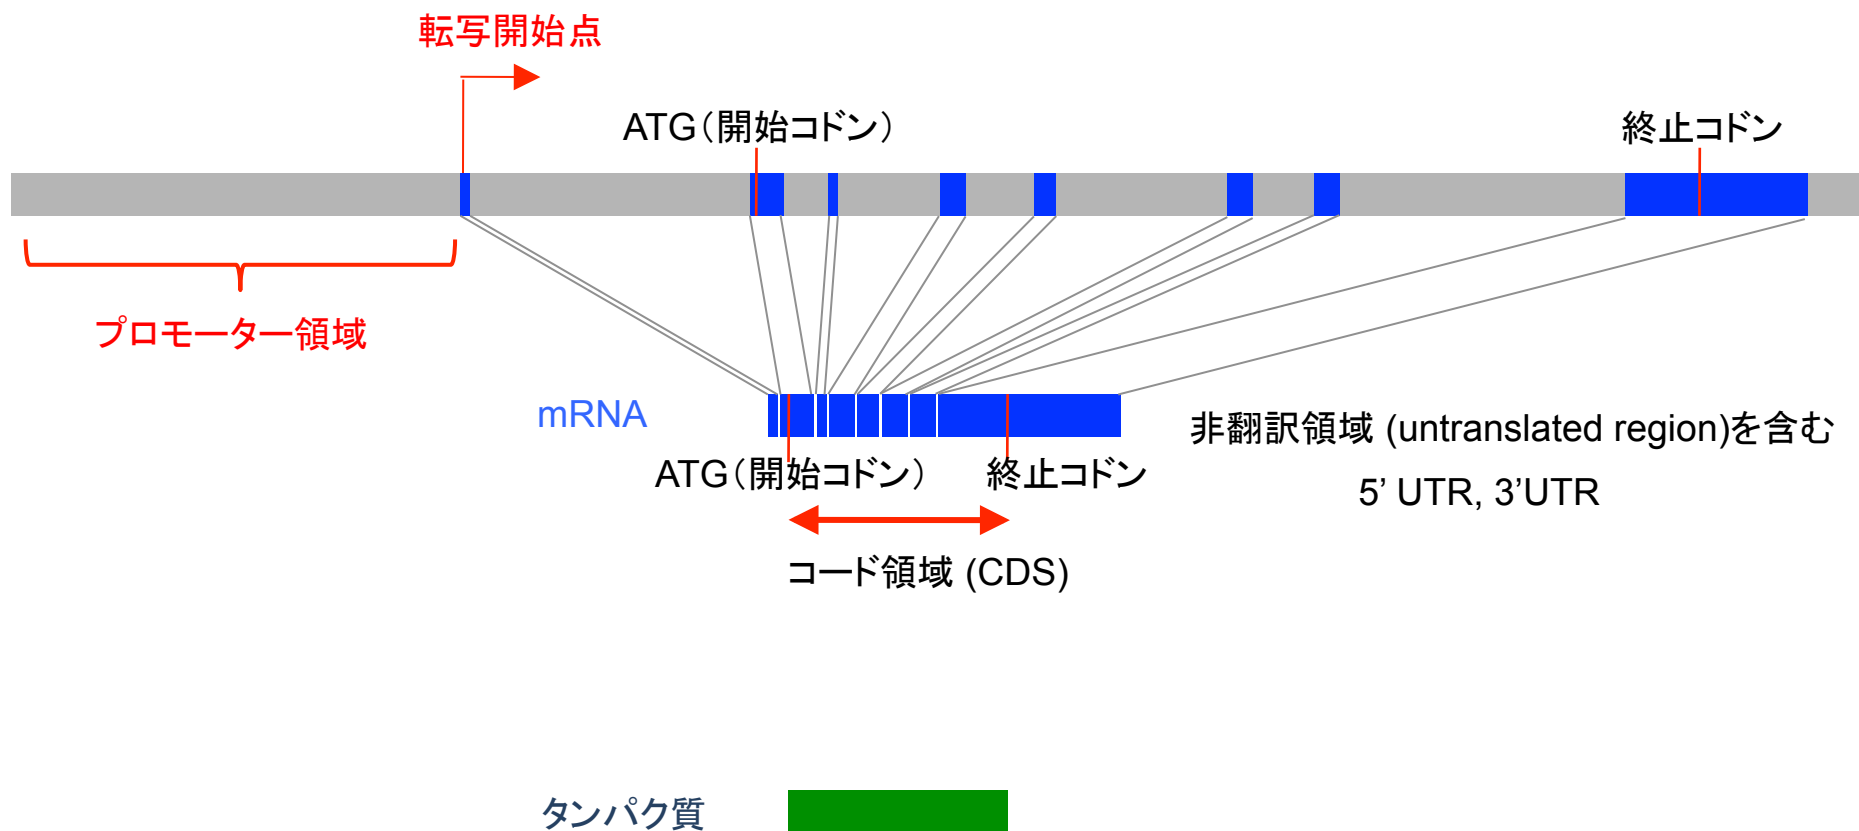 転写開始点
ATG（開始コドン）
終止コドン
プロモーター領域
mRNA
非翻訳領域 (untranslated region)を含む
ATG（開始コドン）
終止コドン
5’ UTR, 3’UTR
コード領域 (CDS)
タンパク質